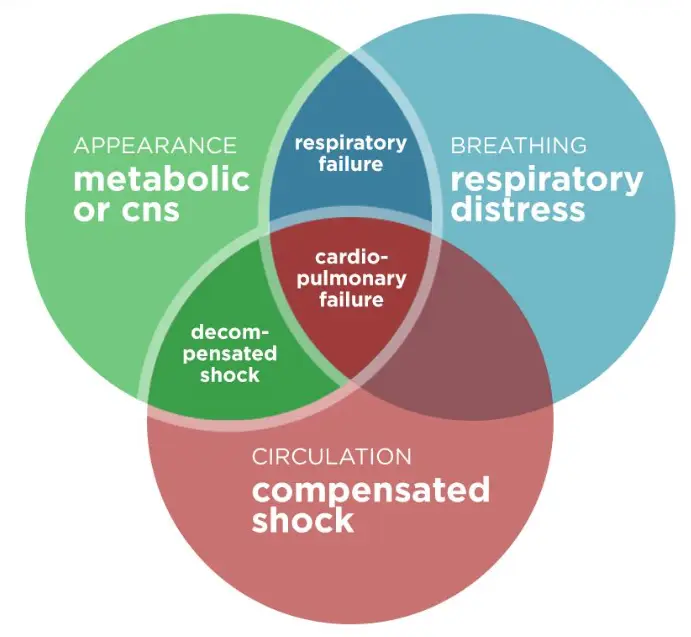 APPEARANCE
metabolic
or cns
respiratory
failure
BREATHING
respiratory
distress
cardio-
pulmonary
failure
decom-
pensated
shock
CIRCULATION
compensated
shock